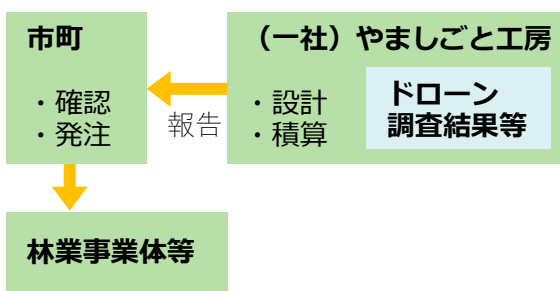 市町
・確認
・発注
報告
（一社）やましごと工房
・設計
・積算
ドローン
調査結果等
林業事業体等